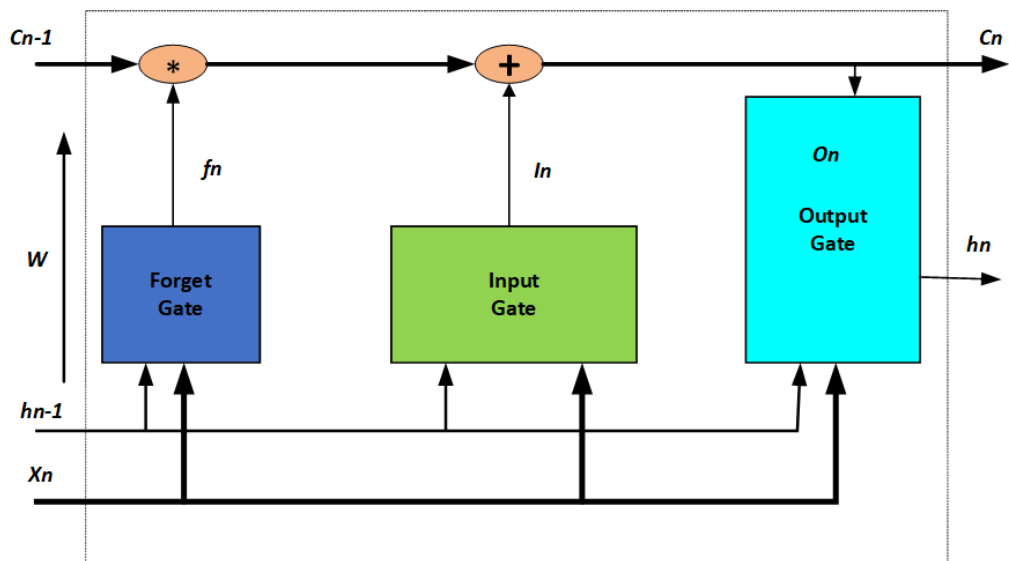 Cn-1
Cn
*
+
fn
In
On
Output
Gate
hn
W
Forget
Gate
Input
Gate
hn-1
Xn